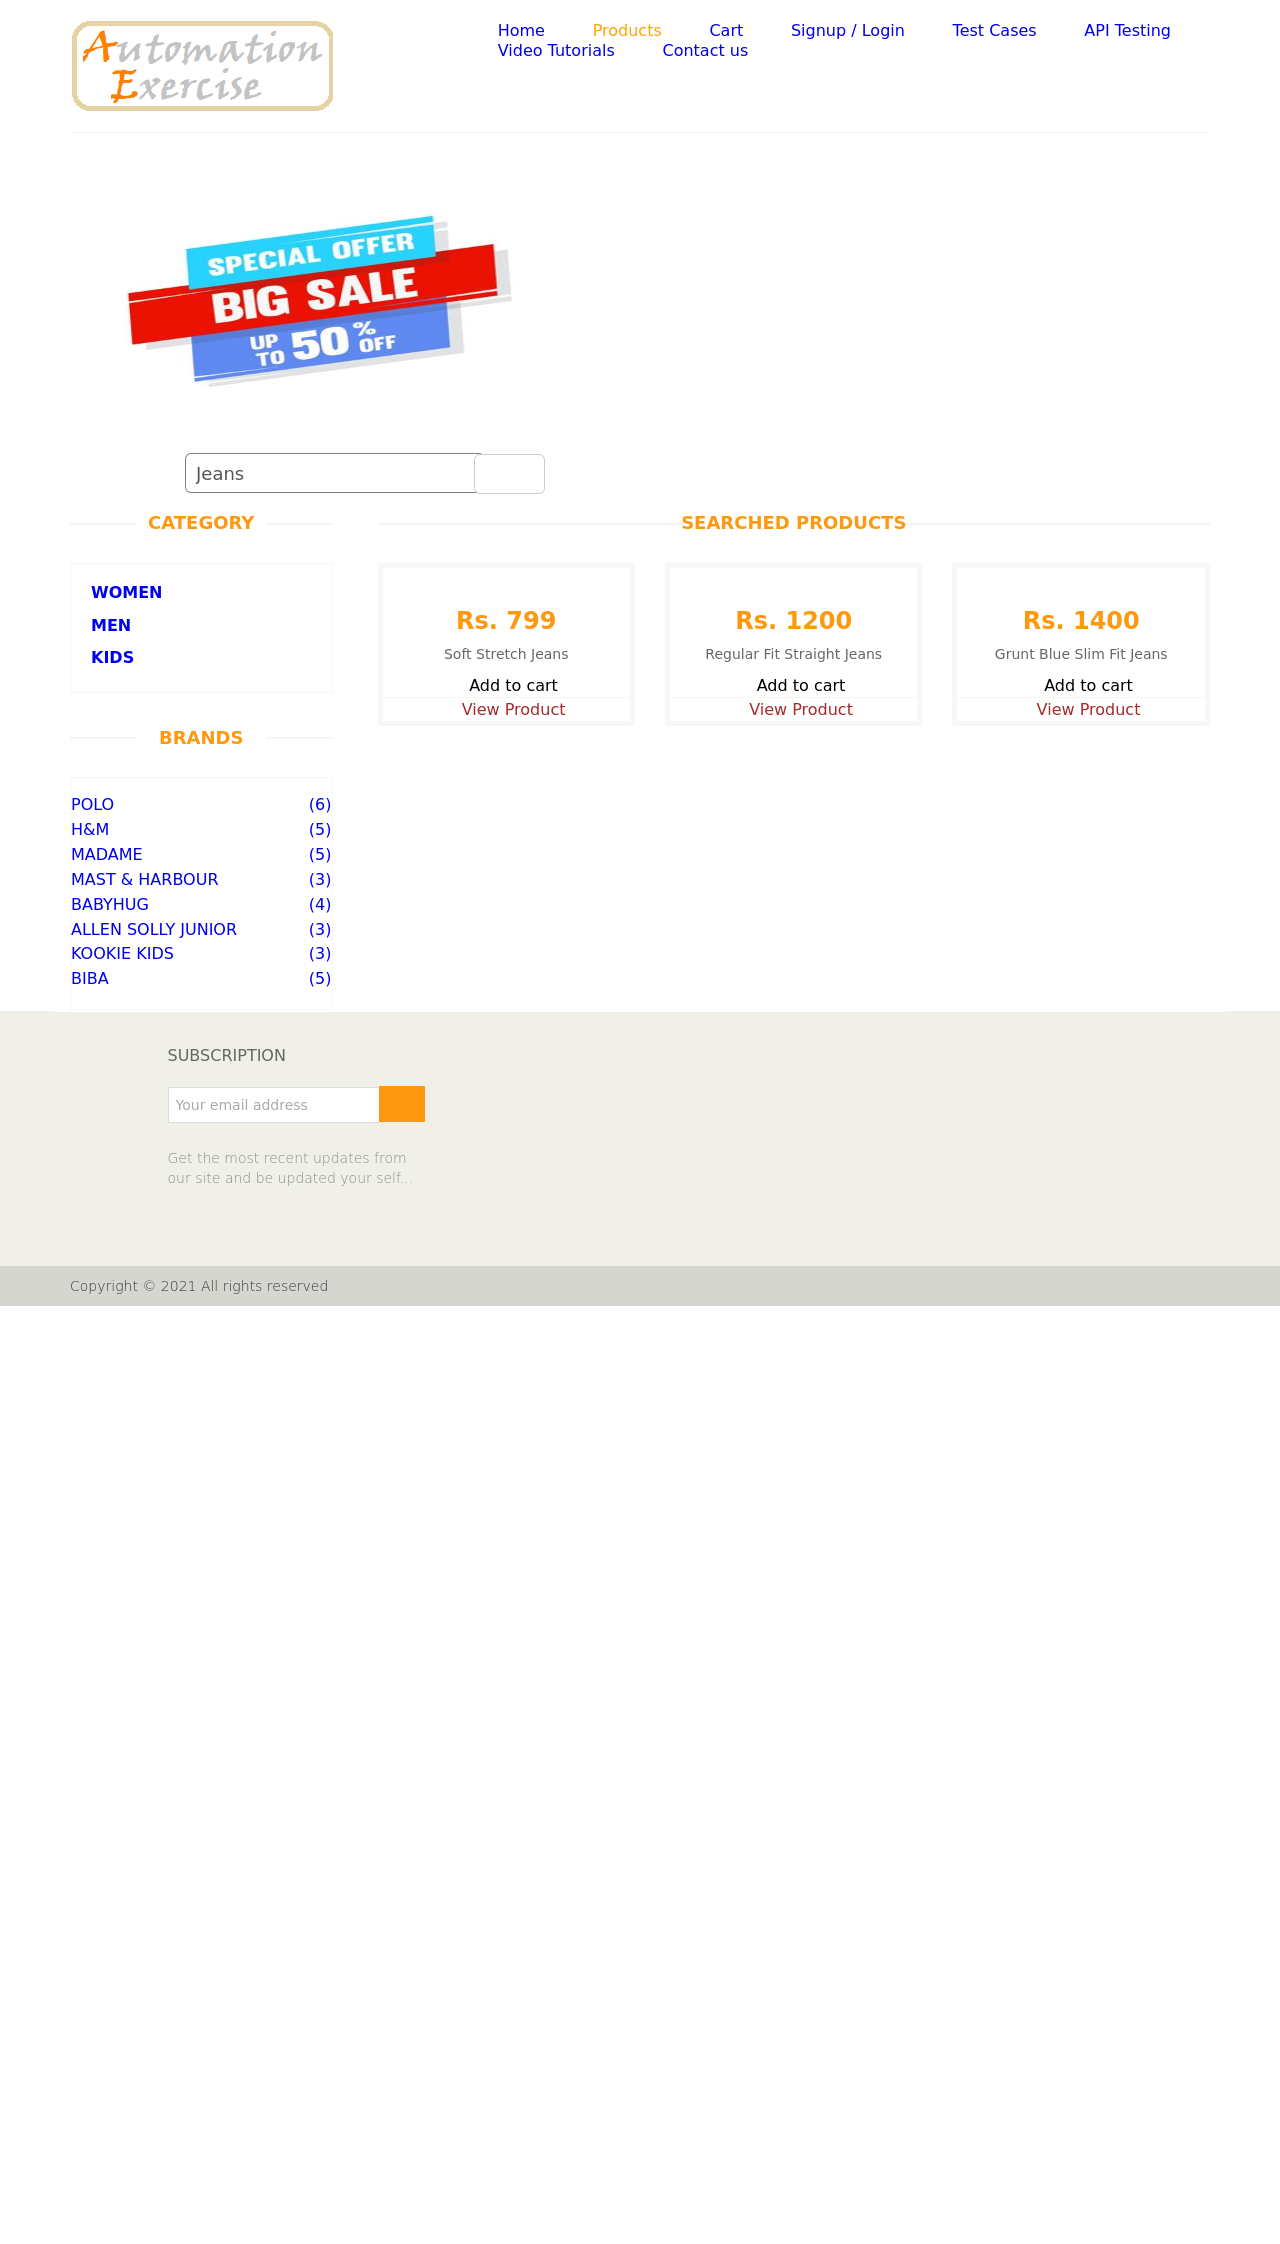 Automation
Exercise
Home Products Cart Signup / Login Test Cases API Testing
Video Tutorials Contact us
SPECIAL OFFER
BIG SALE
UP TO 50% OFF
Jeans
CATEGORY
WOMEN
MEN
KIDS
BRANDS
POLO (6)
H&M (5)
MADAME (5)
MAST & HARBOUR (3)
BABYHUG (4)
ALLEN SOLLY JUNIOR (3)
KOOKIE KIDS (3)
BIBA (5)
SEARCHED PRODUCTS
Rs. 799
Soft Stretch Jeans
Add to cart
View Product
Rs. 1200
Regular Fit Straight Jeans
Add to cart
View Product
Rs. 1400
Grunt Blue Slim Fit Jeans
Add to cart
View Product
SUBSCRIPTION
Your email address
Get the most recent updates from
our site and be updated your self...
Copyright © 2021 All rights reserved